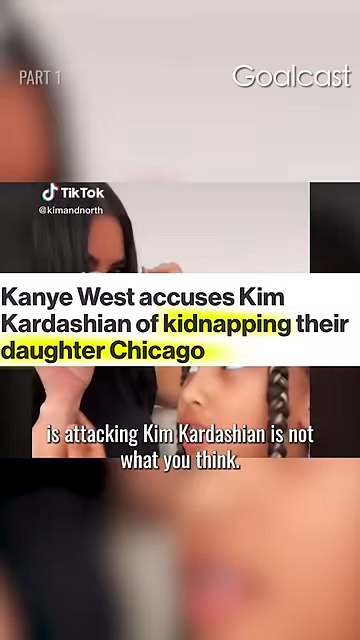 PART 1
Goalcast
TikTok
@kimandnorth
Kanye West accuses Kim
Kardashian of kidnapping their
daughter Chicago
is attacking Kim Kardashian is not
what you think.